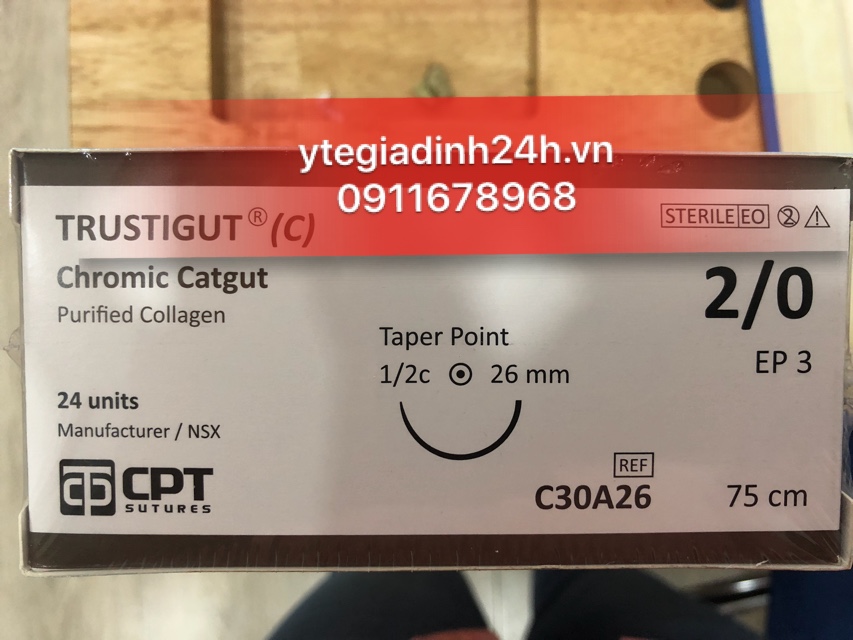 ytegiadinh24h.vn
0911678968
TRUSTIGUT® (C)
STERILE EO
Chromic Catgut
Purified Collagen
2/0
EP 3
Taper Point
1/2c 26 mm
24 units
Manufacturer / NSX
CPT
SUTURES
REF
C30A26
75 cm